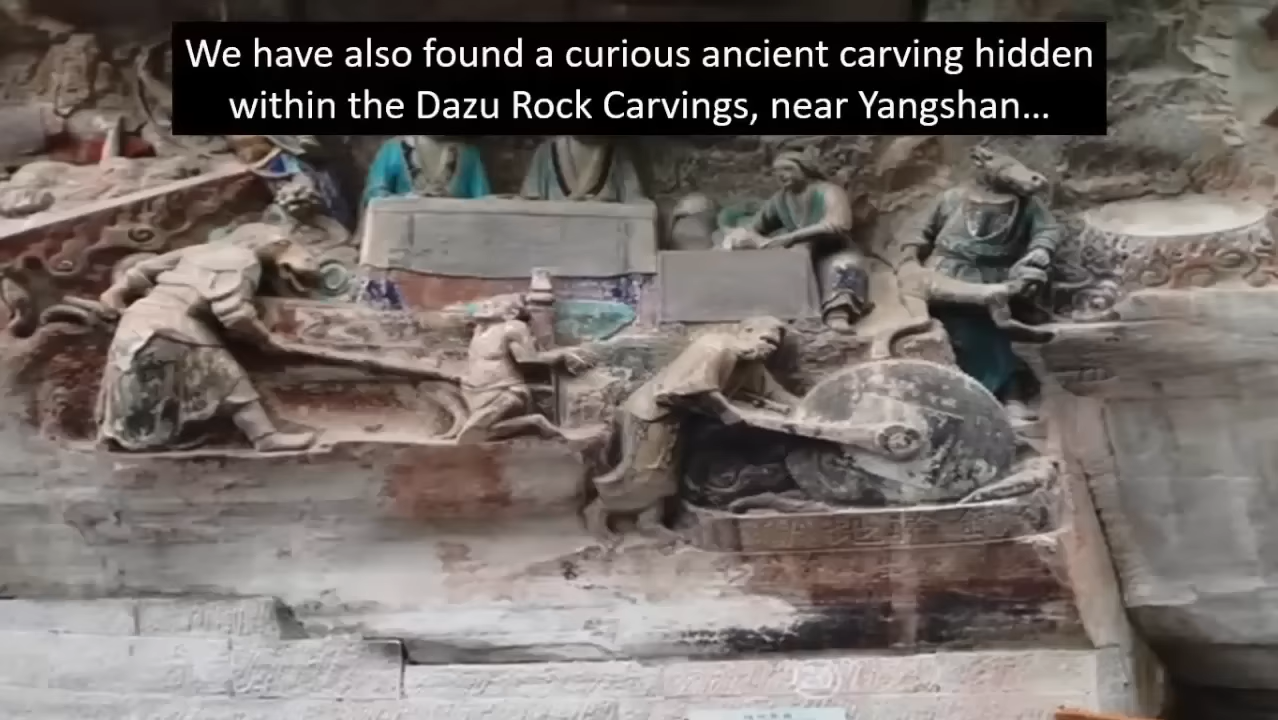 We have also found a curious ancient carving hidden
within the Dazu Rock Carvings, near Yangshan...